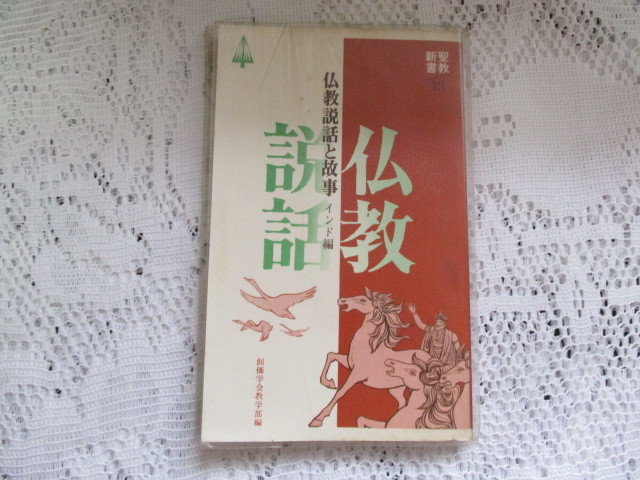 聖教
新書
18
仏教説話と故事 インド編
仏教
説話
創価学会教学部編